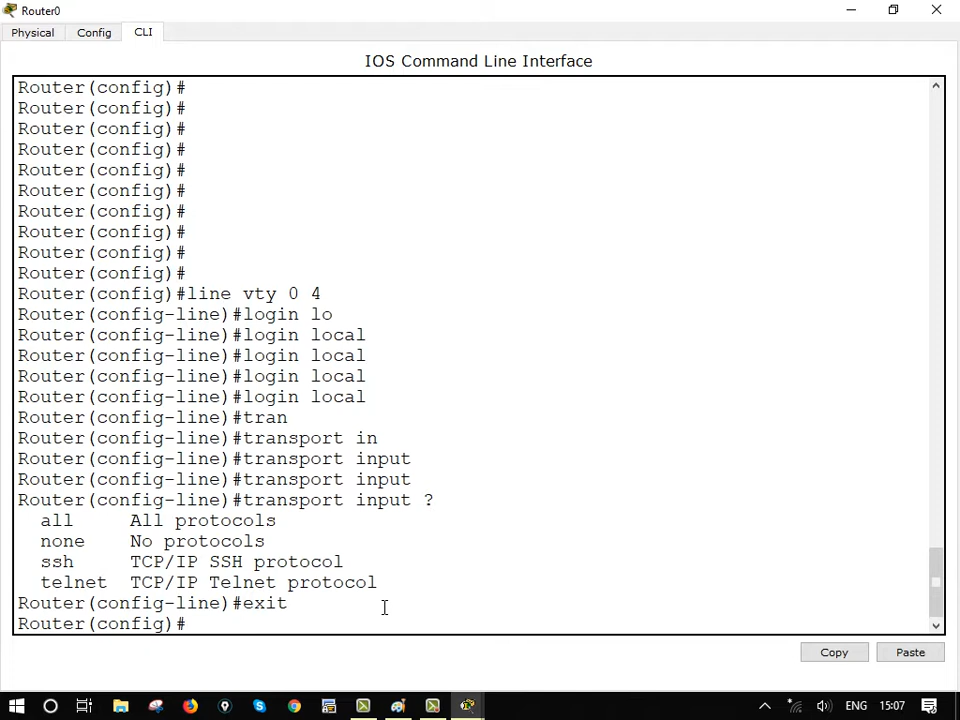 Router0
Physical Config CLI
IOS Command Line Interface
Router(config)#
Router(config)#
Router(config)#
Router(config)#
Router(config)#
Router(config)#
Router(config)#
Router(config)#
Router(config)#
Router(config)#
Router(config)#line vty 0 4
Router(config-line)#login lo
Router(config-line)#login local
Router(config-line)#login local
Router(config-line)#login local
Router(config-line)#login local
Router(config-line)#tran
Router(config-line)#transport in
Router(config-line)#transport input
Router(config-line)#transport input
Router(config-line)#transport input ?
all All protocols
none No protocols
ssh TCP/IP SSH protocol
telnet TCP/IP Telnet protocol
Router(config-line)#exit
Router(config)#
Copy Paste
ENG 15:07